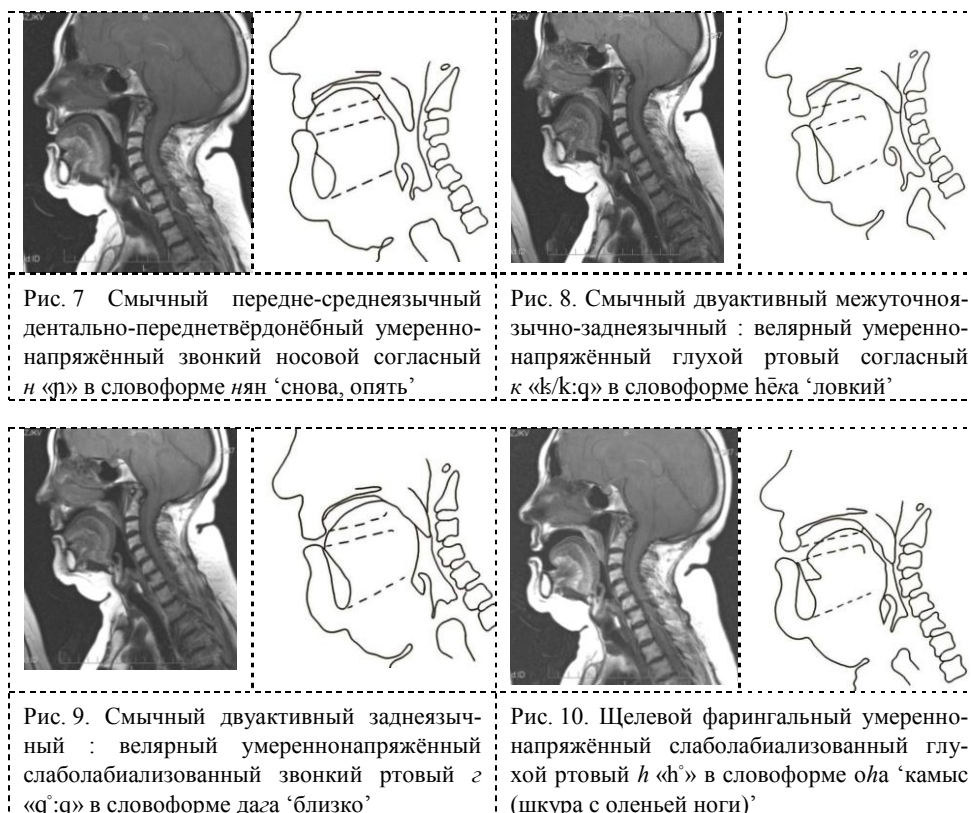 Рис. 7 Смычный передне-среднеязычный
дентально-переднетвёрдонёбный умеренно-
напряжённый звонкий носовой согласный
н «ɲ» в словоформе нян ‘снова, опять’
Рис. 8. Смычный двуактивный межуточноя-
зычно-заднеязычный : велярный умеренно-
напряжённый глухой ртовый согласный
к «k/k:q» в словоформе hēка ‘ловкий’
Рис. 9. Смычный двуактивный заднеязыч-
ный : велярный умереннонапряжённый
слаболабиализованный звонкий ртовый г
«q°:q» в словоформе дага ‘близко’
Рис. 10. Щелевой фарингальный умеренно-
напряжённый слаболабиализованный глу-
хой ртовый h «h°» в словоформе оhа ‘камыс
(шкура с оленьей ноги)’